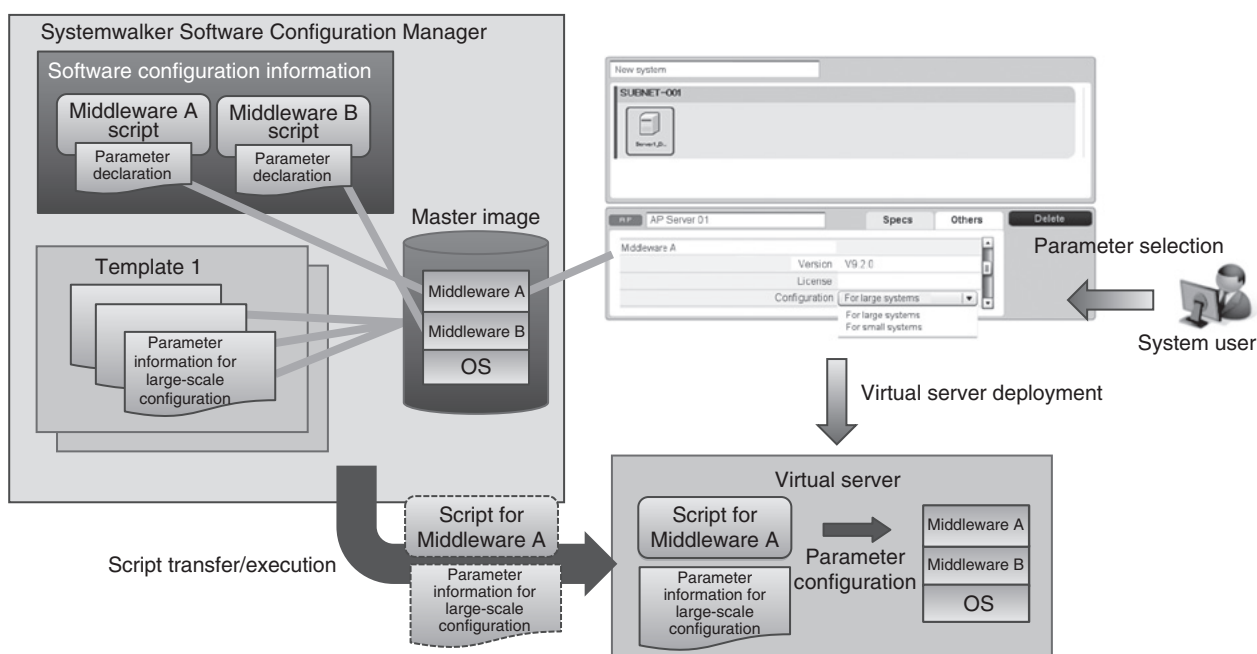 Systemwalker Software Configuration Manager
Software configuration information
Middleware A
script
Parameter
declaration
Middleware B
script
Parameter
declaration
Master image
Middleware A
Middleware B
OS
Template 1
Parameter
information for
large-scale
configuration
New system
SUBNET-001
Server1_D...
AP
AP Server 01
Specs
Others
Delete
Middleware A
Version V9.2.0
License
Configuration For large systems
For large systems
For small systems
Parameter selection
System user
Virtual server deployment
Script transfer/execution
Script for
Middleware A
Parameter
information for
large-scale
configuration
Virtual server
Script for
Middleware A
Parameter
information for
large-scale
configuration
Parameter
configuration
Middleware A
Middleware B
OS